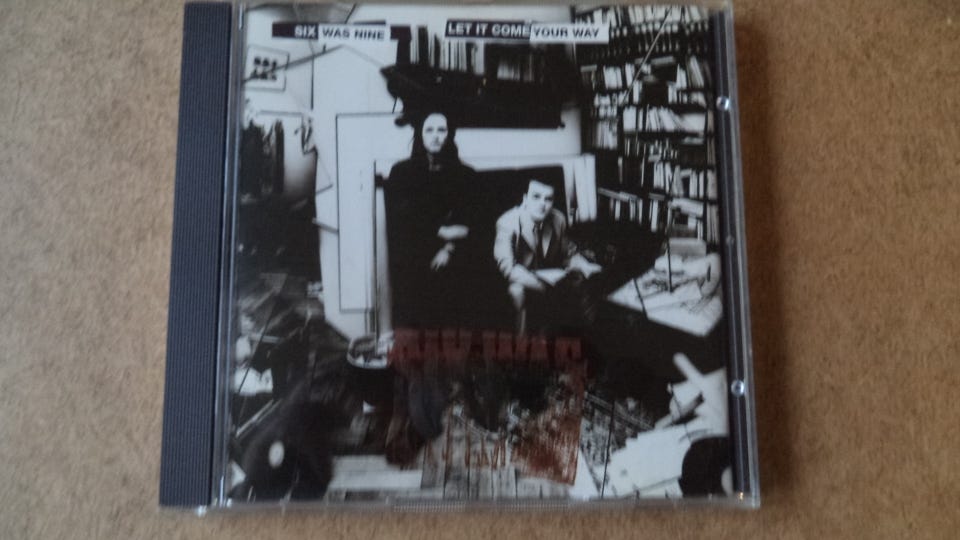 SIX WAS NINE
LET IT COME YOUR WAY